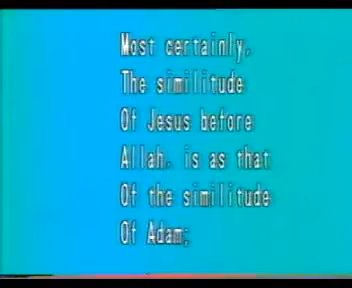 Most certainly,
The similitude
Of Jesus before
Allah, is as that
Of the similitude
Of Adam;